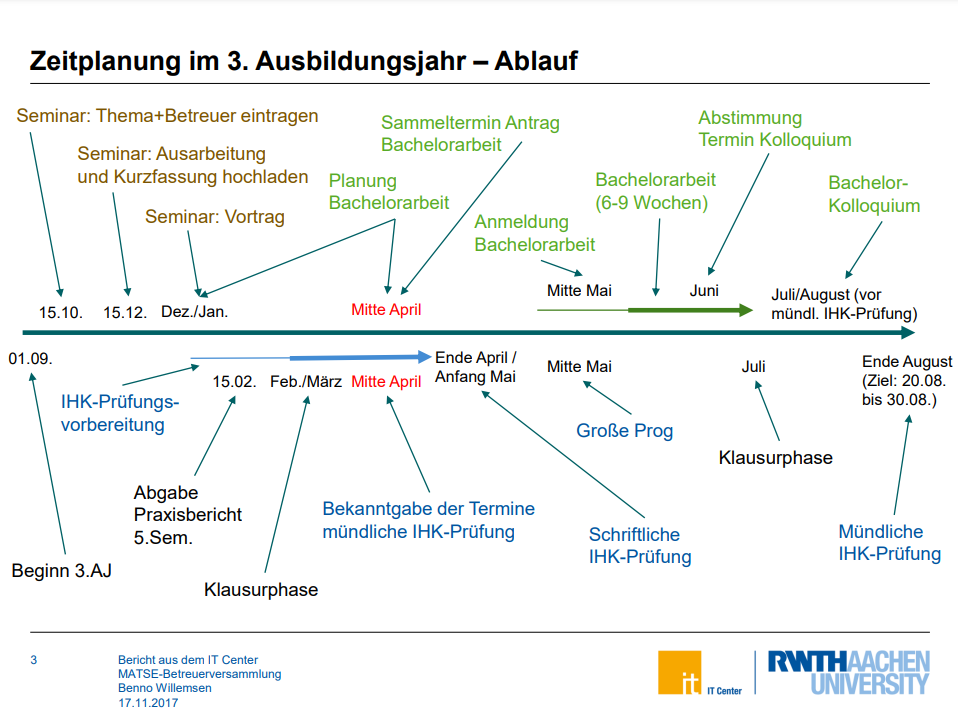 Zeitplanung im 3. Ausbildungsjahr – Ablauf
Seminar: Thema+Betreuer eintragen
Seminar: Ausarbeitung
und Kurzfassung hochladen
Seminar: Vortrag
Sammeltermin Antrag
Bachelorarbeit
Planung
Bachelorarbeit
Anmeldung
Bachelorarbeit
Bachelorarbeit
(6-9 Wochen)
Abstimmung
Termin Kolloquium
Bachelor-
Kolloquium
15.10.
15.12.
Dez./Jan.
Mitte April
Mitte Mai
Juni
Juli/August (vor
mündl. IHK-Prüfung)
01.09.
15.02.
Feb./März
Mitte April
Ende April /
Anfang Mai
Mitte Mai
Juli
Ende August
(Ziel: 20.08.
bis 30.08.)
IHK-Prüfungs-
vorbereitung
Große Prog
Klausurphase
Abgabe
Praxisbericht
5.Sem.
Bekanntgabe der Termine
mündliche IHK-Prüfung
Schriftliche
IHK-Prüfung
Mündliche
IHK-Prüfung
Beginn 3.AJ
Klausurphase
3
Bericht aus dem IT Center
MATSE-Betreuerversammlung
Benno Willemsen
17.11.2017
it
IT Center
RWTHAACHEN
UNIVERSITY